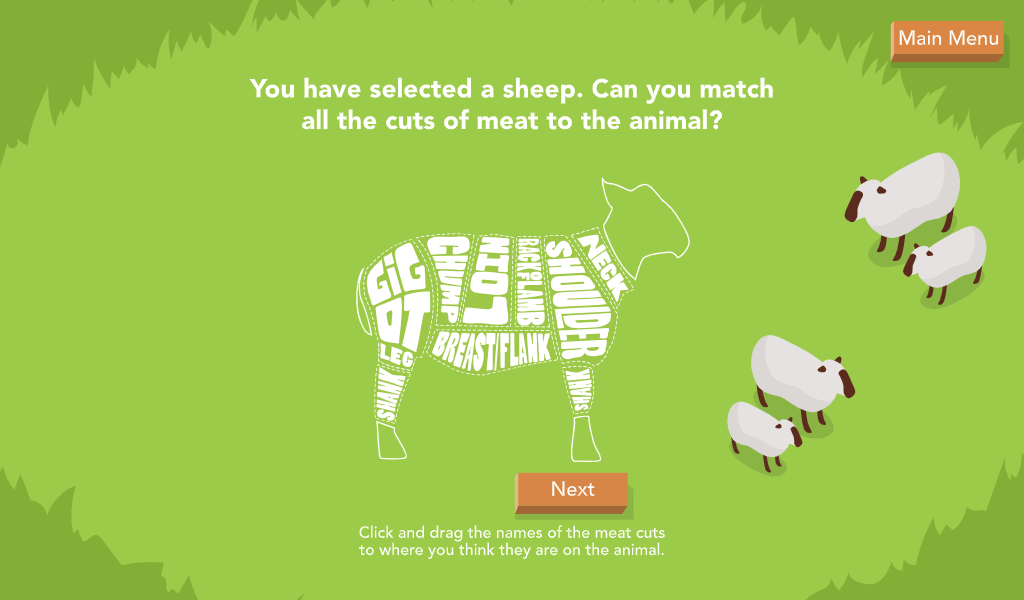 Main Menu
You have selected a sheep. Can you match
all the cuts of meat to the animal?
GIG
OT
LEG
SHANK
CHUMP
LOIN
RACK OF LAMB
SHOULDER
NECK
BREAST/FLANK
SHANK
Next
Click and drag the names of the meat cuts
to where you think they are on the animal.